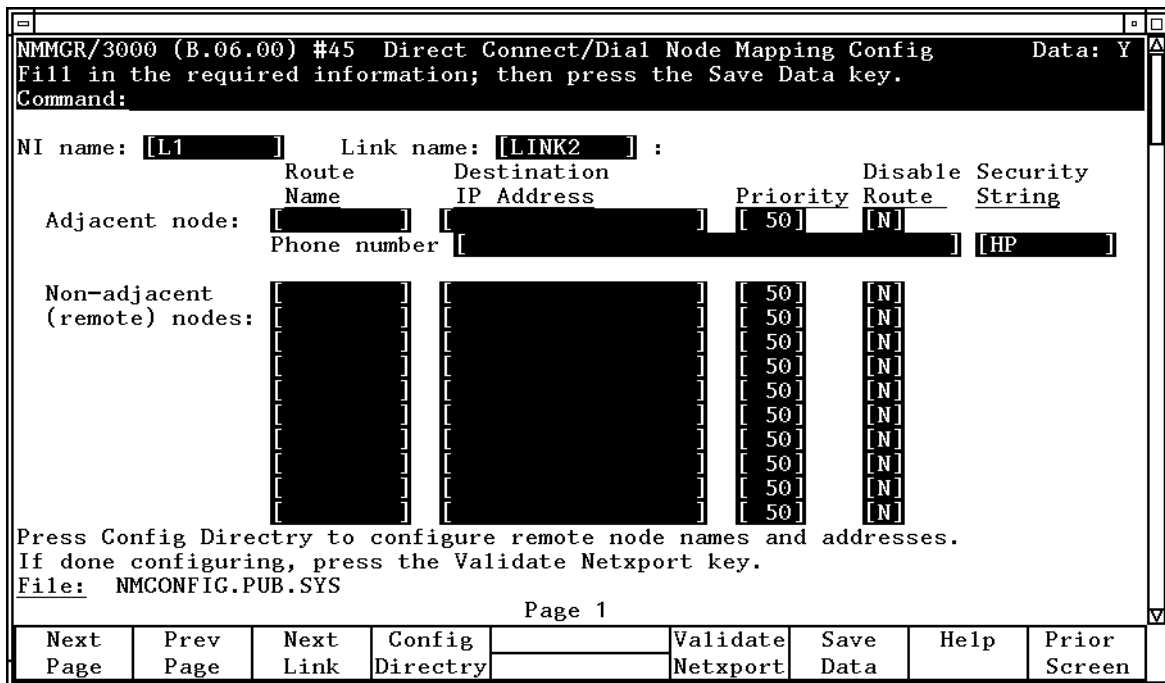 NMMGR/3000 (B.06.00) #45 Direct Connect/Dial Node Mapping Config Data: Y
Fill in the required information; then press the Save Data key.
Command:
NI name: [L1 ] Link name: [LINK2 ] :
Route Destination Disable Security
Name IP Address Priority Route String
Adjacent node: [ ] [ ] [ 50] [N]
Phone number [ ] [HP ]
Non-adjacent [ ] [ ] [ 50] [N]
(remote) nodes: [ ] [ ] [ 50] [N]
[ ] [ ] [ 50] [N]
[ ] [ ] [ 50] [N]
[ ] [ ] [ 50] [N]
[ ] [ ] [ 50] [N]
[ ] [ ] [ 50] [N]
[ ] [ ] [ 50] [N]
[ ] [ ] [ 50] [N]
[ ] [ ] [ 50] [N]
Press Config Directry to configure remote node names and addresses.
If done configuring, press the Validate Netxport key.
File: NMCONFIG.PUB.SYS
Page 1
Next Prev Next Config Validate Save Help Prior
Page Page Link Directry Netxport Data Screen